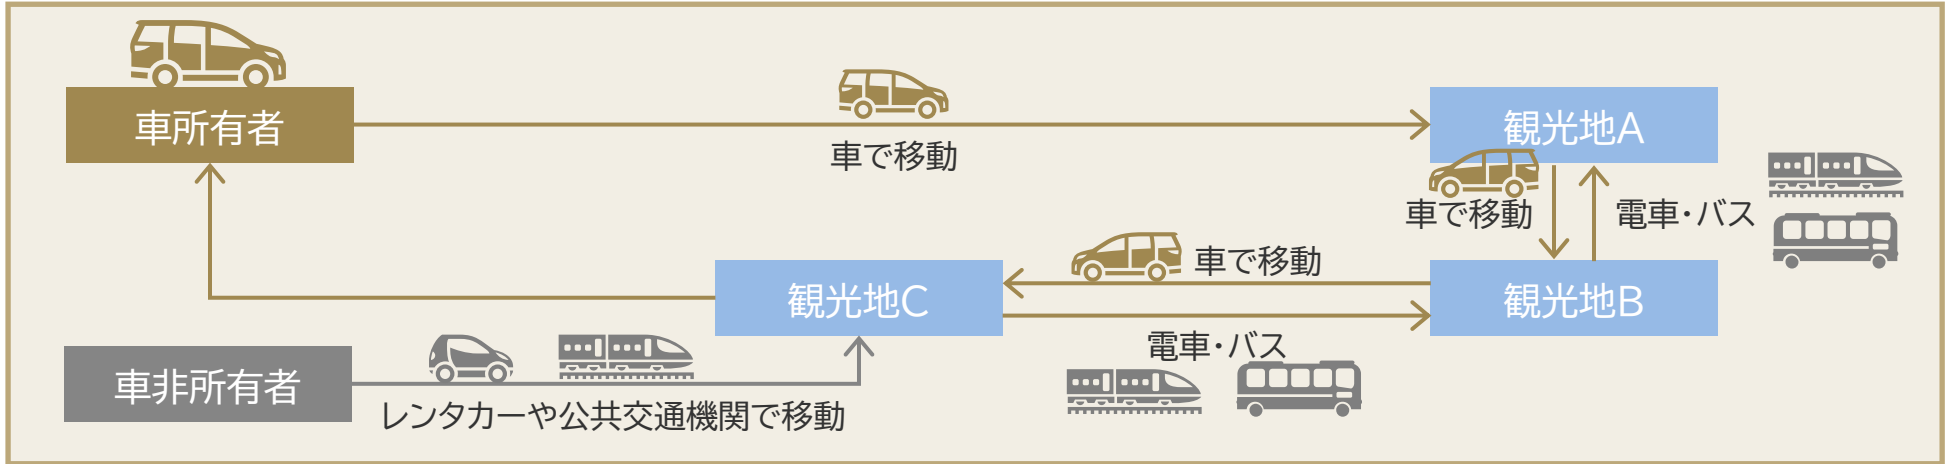 車所有者
車で移動
観光地A
車で移動
電車・バス
車で移動
観光地C
観光地B
電車・バス
車非所有者
レンタカーや公共交通機関で移動